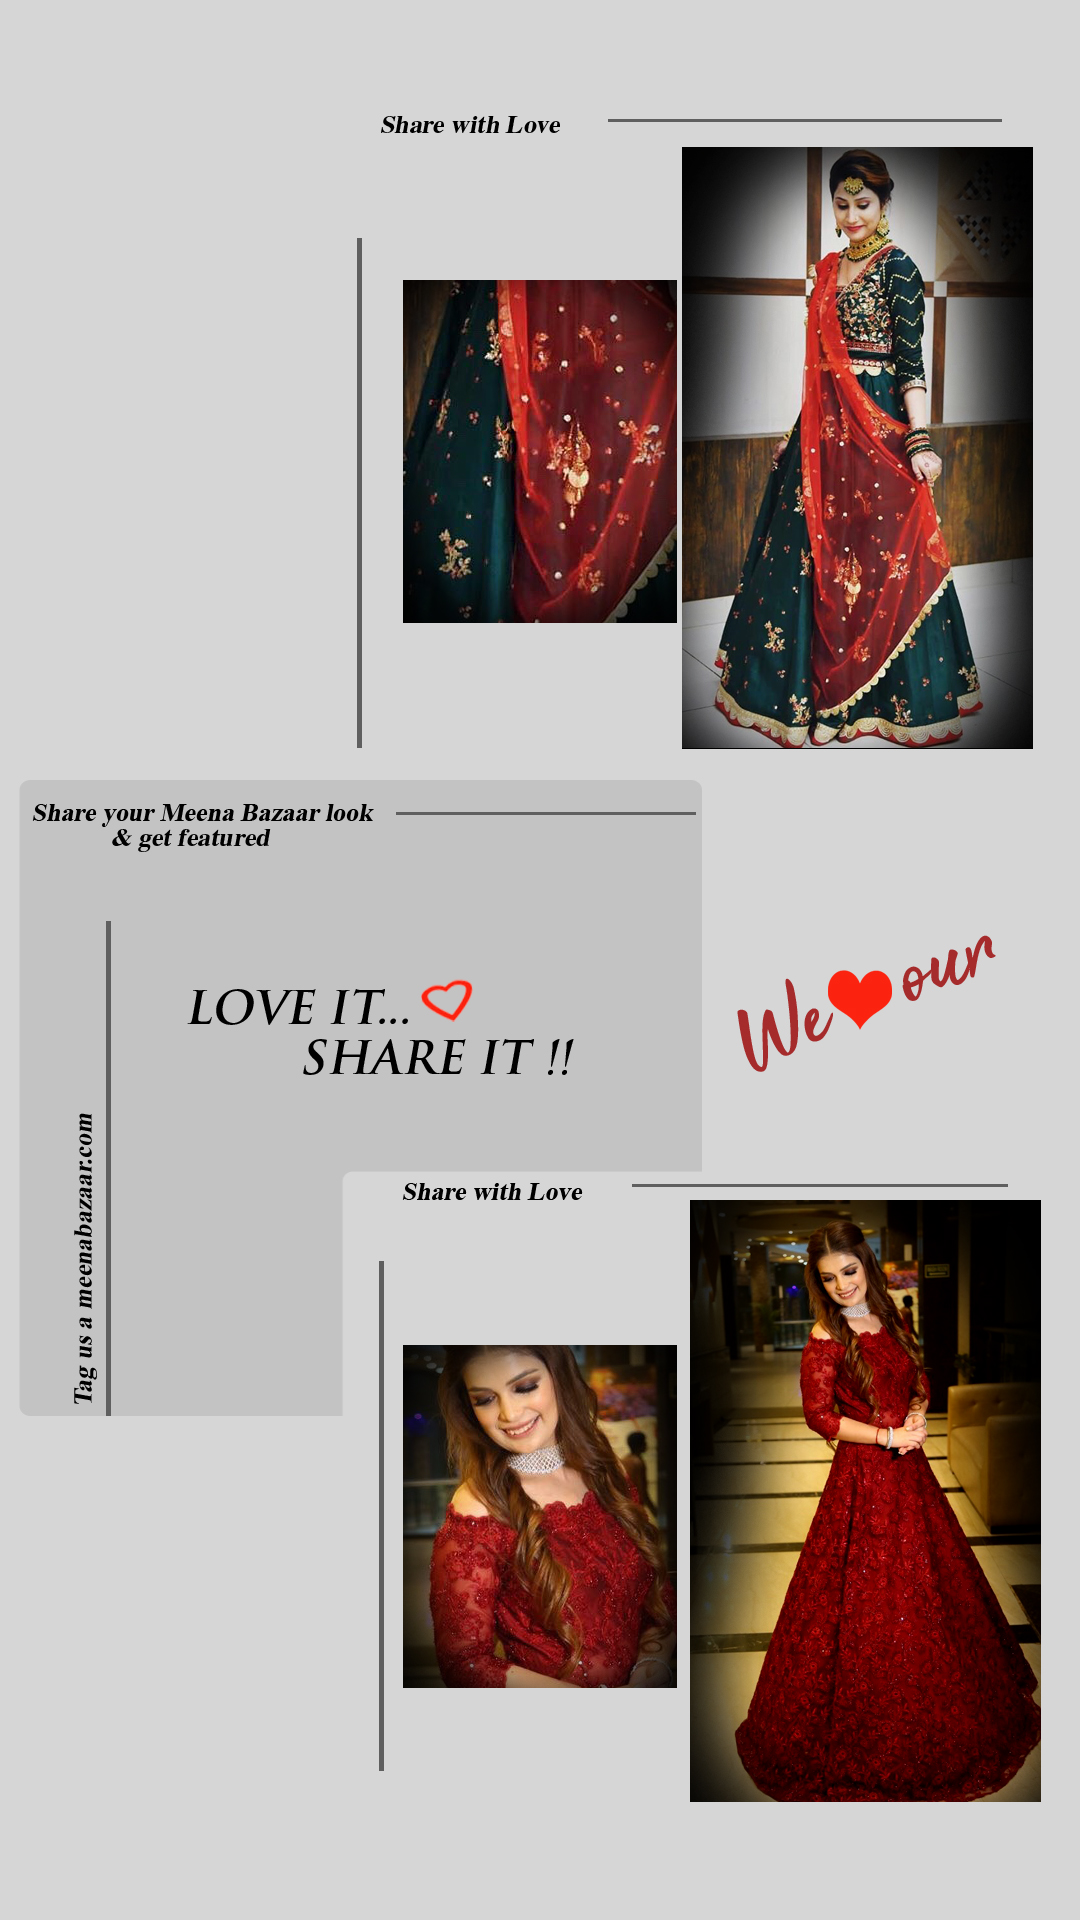 Share with Love
Share your Meena Bazaar look
& get featured
LOVE IT...
SHARE IT !!
We our
Tag us a meenabazaar.com
Share with Love